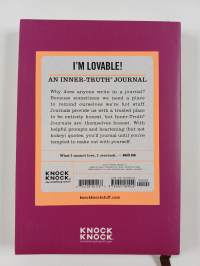 I'M LOVABLE!
AN INNER-TRUTH® JOURNAL
Why does anyone write in a journal?
Because sometimes we need a place
to remind ourselves we're hot stuff.
Journals provide us with a trusted place
to be entirely honest, but Inner-Truth®
Journals are themselves honest. With
helpful prompts and heartening (but not
hokey) quotes, you'll journal until you're
tempted to make out with yourself.
What I cannot love, I
KNOCK
KNOCK®
knockknockstuff.com
KNOCK
KNOCK®